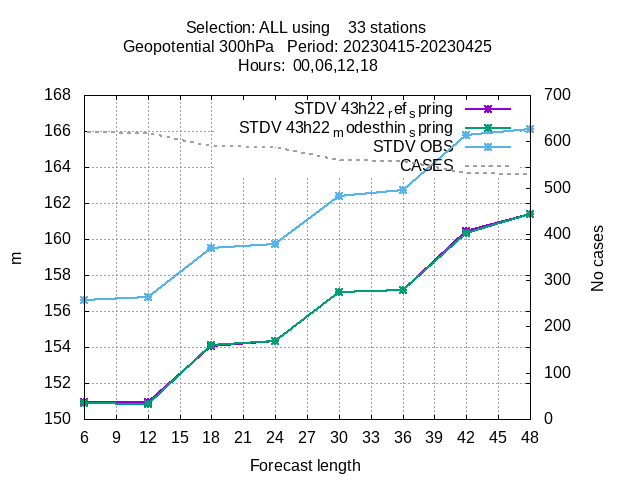 Selection: ALL using 33 stations
Geopotential 300hPa Period: 20230415-20230425
Hours: 00,06,12,18
168 700
STDV 43h22_ref_spring
166 STDV 43h22_modesthin_spring 600
STDV OBS
164 CASES
500
162
160 400
m No cases
158 300
156
200
154
152 100
150 0
6 9 12 15 18 21 24 27 30 33 36 39 42 45 48
Forecast length